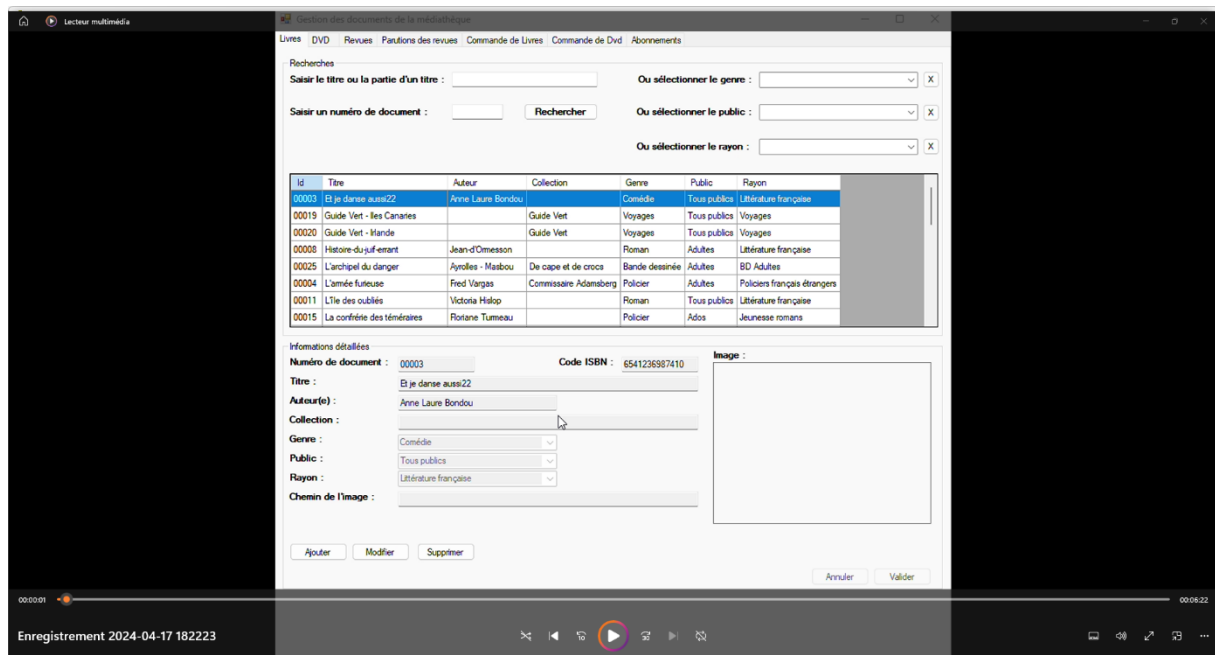 Lecteur multimédia
Gestion des documents de la médiathèque
Livres DVD Revues Parutions des revues Commande de Livres Commande de Dvd Abonnements
Recherches
Saisir le titre ou la partie d'un titre : Ou sélectionner le genre : X
Saisir un numéro de document : Rechercher Ou sélectionner le public : X
Ou sélectionner le rayon : X
Id Titre Auteur Collection Genre Public Rayon
00003 Et je danse aussi22 Anne Laure Bondou Comédie Tous publics Littérature française
00019 Guide Vert - Iles Canaries Guide Vert Voyages Tous publics Voyages
00020 Guide Vert - Irlande Guide Vert Voyages Tous publics Voyages
00008 Histoire-du-juif-errant Jean-d'Ormesson Roman Adultes Littérature française
00025 L'archipel du danger Ayrolles - Masbou De cape et de crocs Bande dessinée Adultes BD Adultes
00004 L'armée furieuse Fred Vargas Commissaire Adamsberg Policier Adultes Policiers français étrangers
00011 L'île des oubliés Victoria Hislop Roman Tous publics Littérature française
00015 La confrérie des téméraires Floriane Turmeau Policier Ados Jeunesse romans
Informations détaillées
Numéro de document : 00003 Code ISBN : 6541236987410 Image :
Titre : Et je danse aussi22
Auteur(e) : Anne Laure Bondou
Collection :
Genre : Comédie
Public : Tous publics
Rayon : Littérature française
Chemin de l'image :
Ajouter Modifier Supprimer
Annuler Valider
00:00:01 00:06:22
Enregistrement 2024-04-17 182223 10 30